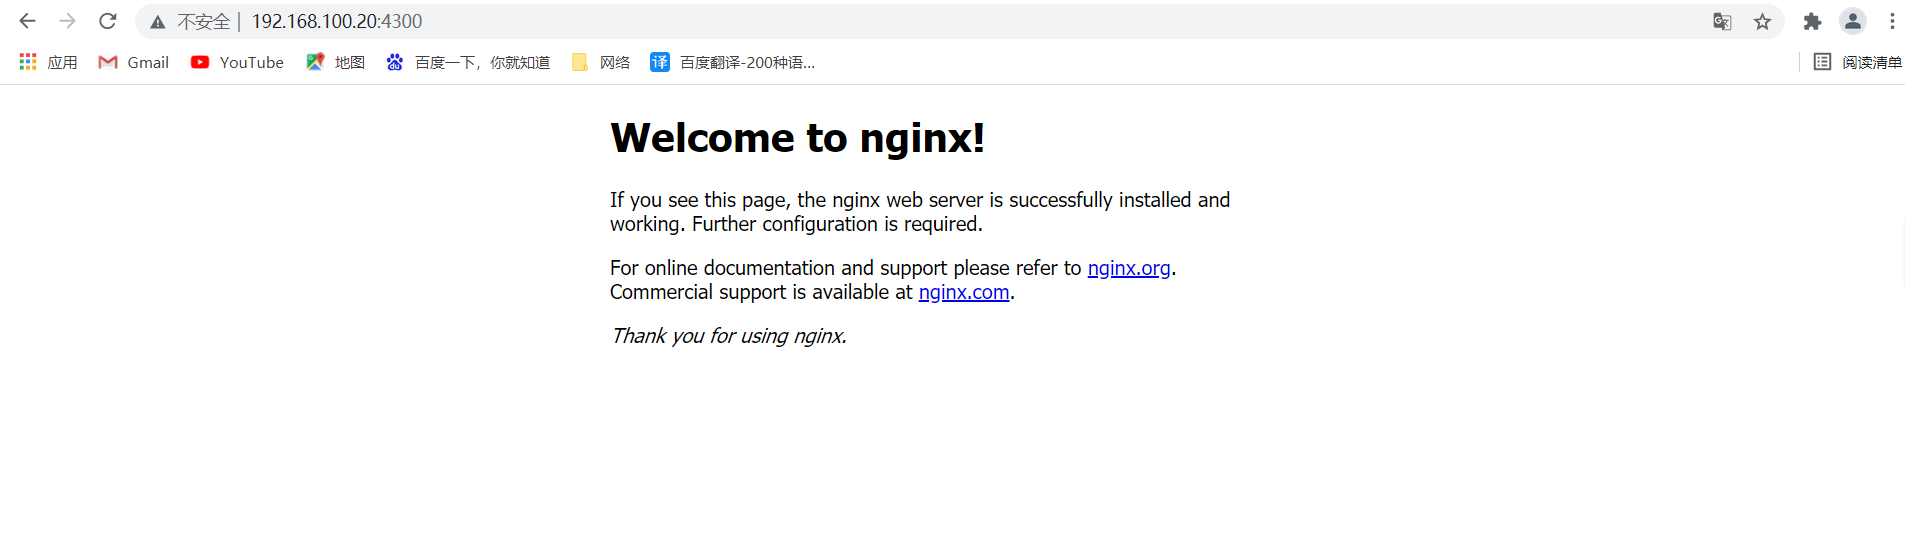 不安全 | 192.168.100.20:4300
应用 Gmail YouTube 地图 百度一下，你就知道 网络 译 百度翻译-200种语... 阅读清单
Welcome to nginx!
If you see this page, the nginx web server is successfully installed and
working. Further configuration is required.
For online documentation and support please refer to nginx.org.
Commercial support is available at nginx.com.
Thank you for using nginx.